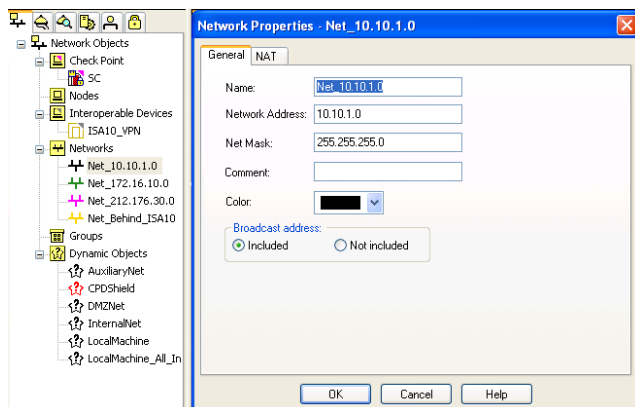 Network Objects
Check Point
SC
Nodes
Interoperable Devices
ISA10_VPN
Networks
Net_10.10.1.0
Net_172.16.10.0
Net_212.176.30.0
Net_Behind_ISA10
Groups
Dynamic Objects
AuxiliaryNet
CPDShield
DMZNet
InternalNet
LocalMachine
LocalMachine_All_In
Network Properties - Net_10.10.1.0
General NAT
Name: Net_10.10.1.0
Network Address: 10.10.1.0
Net Mask: 255.255.255.0
Comment:
Color:
Broadcast address:
Included Not included
OK Cancel Help